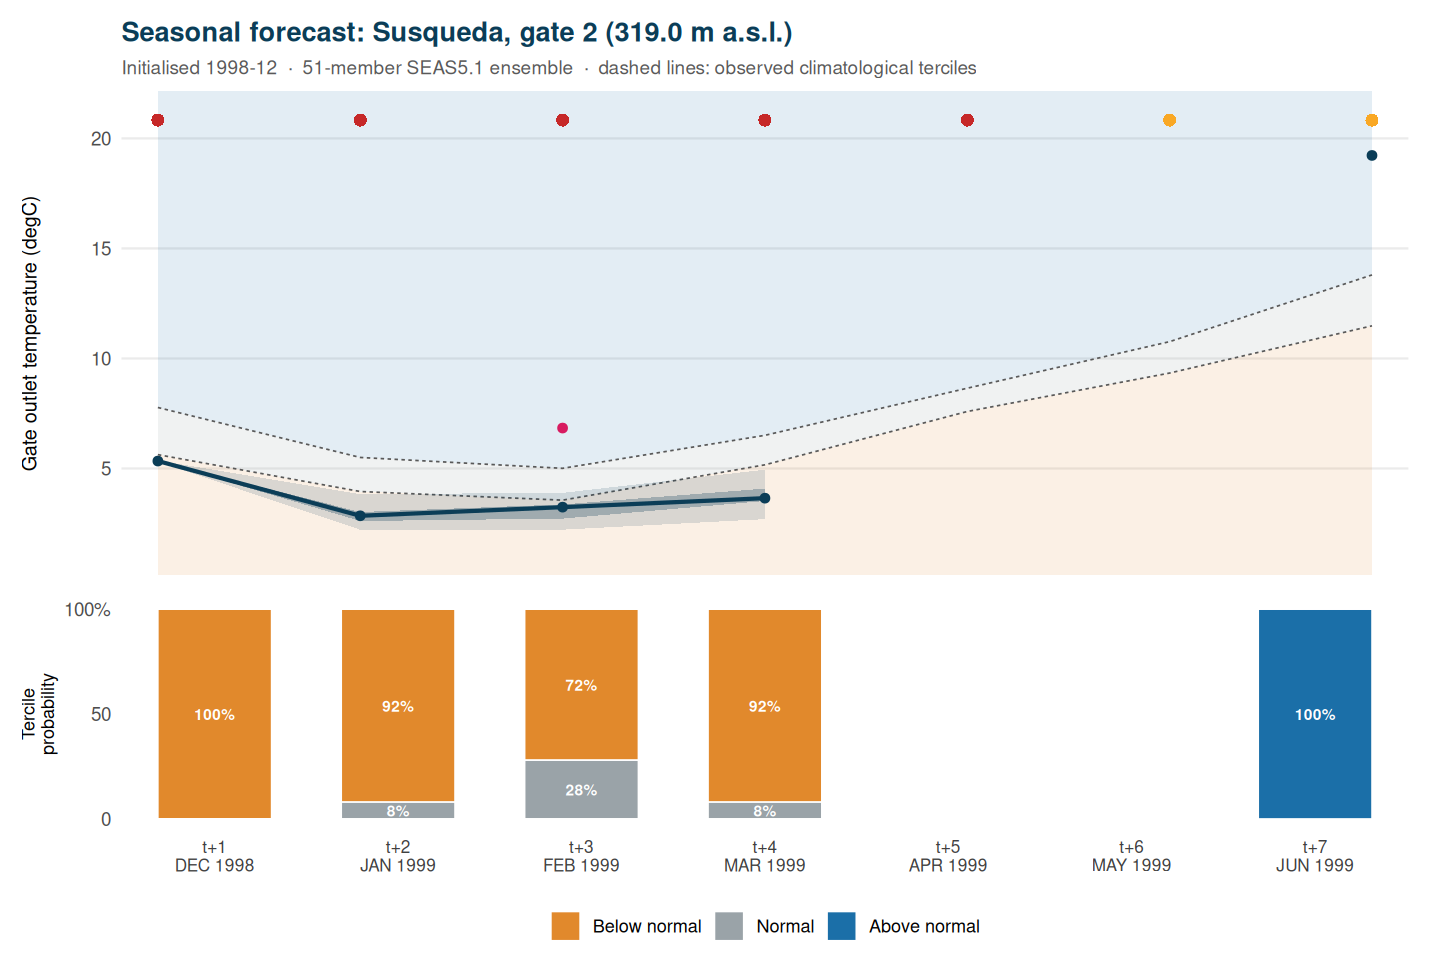 Seasonal forecast: Susqueda, gate 2 (319.0 m a.s.l.)
Initialised 1998-12 · 51-member SEAS5.1 ensemble · dashed lines: observed climatological terciles
Gate outlet temperature (degC)
20
15
10
5
Tercile
probability
100%
50
0
100%
92%
8%
72%
28%
92%
8%
100%
t+1
DEC 1998
t+2
JAN 1999
t+3
FEB 1999
t+4
MAR 1999
t+5
APR 1999
t+6
MAY 1999
t+7
JUN 1999
Below normal
Normal
Above normal